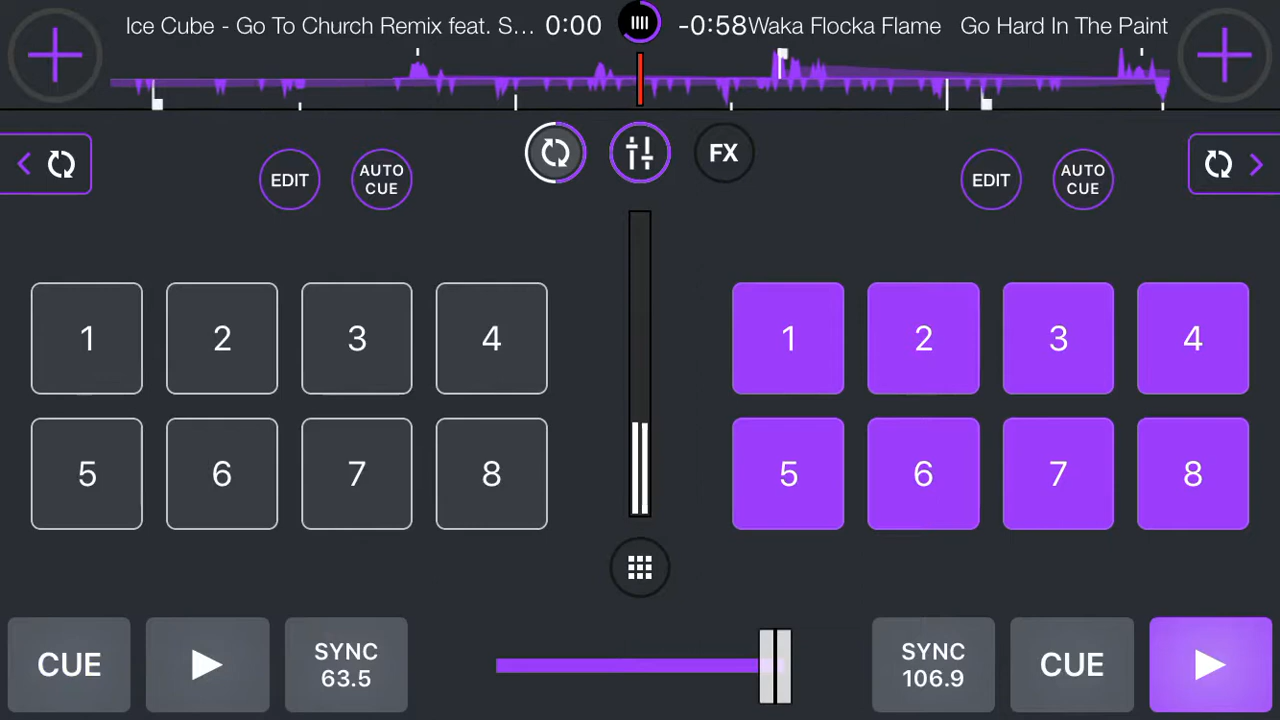 Ice Cube - Go To Church Remix feat. S... 0:00 -0:58 Waka Flocka Flame Go Hard In The Paint
FX
EDIT AUTO CUE
EDIT AUTO CUE
1 2 3 4
5 6 7 8
1 2 3 4
5 6 7 8
CUE
SYNC
63.5
SYNC
106.9
CUE